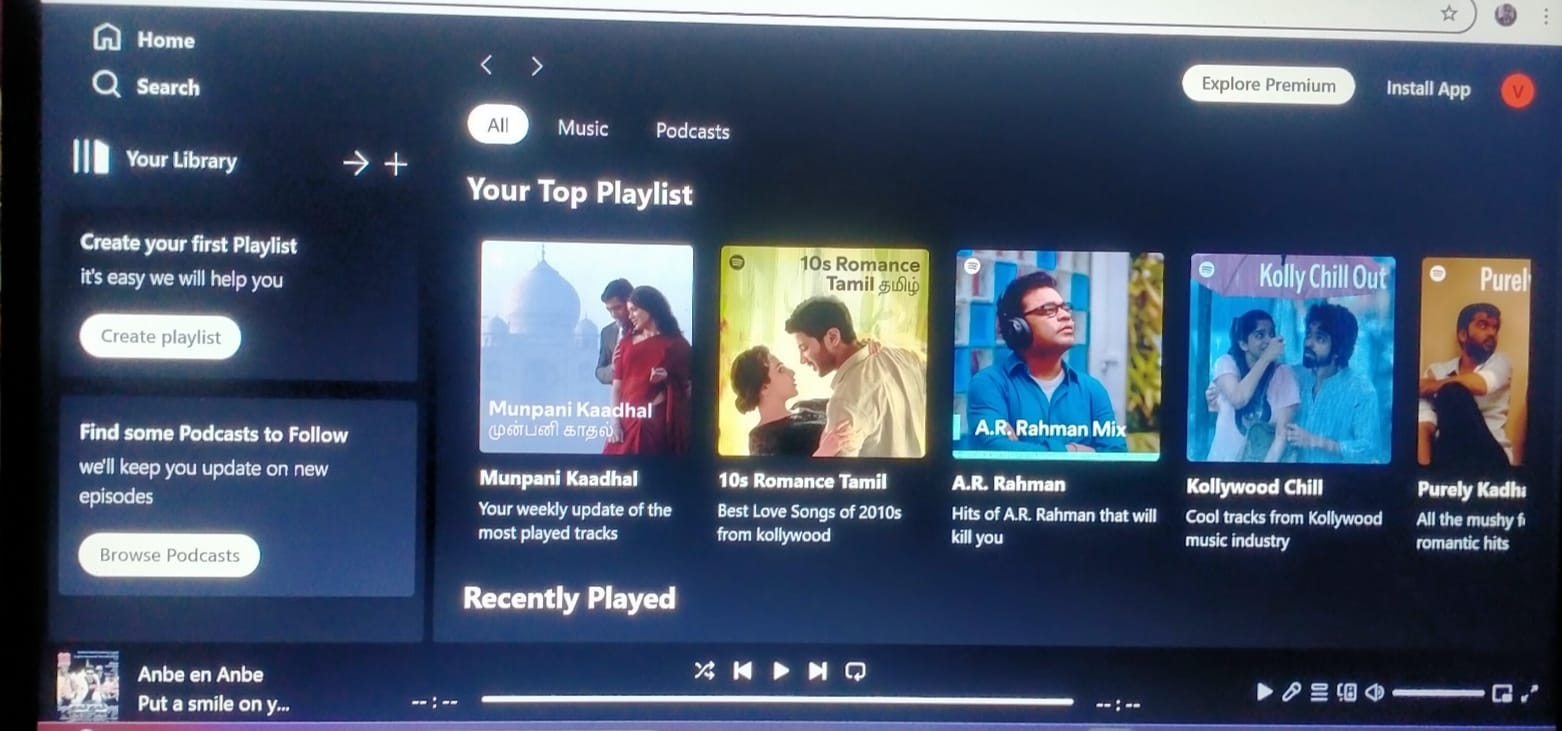 Home
Search
Your Library
Create your first Playlist
it's easy we will help you
Create playlist
Find some Podcasts to Follow
we'll keep you update on new
episodes
Browse Podcasts
Explore Premium
Install App
V
All
Music
Podcasts
Your Top Playlist
Munpani Kaadhal
முன்பனி காதல்
Munpani Kaadhal
Your weekly update of the
most played tracks
10s Romance
Tamil தமிழ்
10s Romance Tamil
Best Love Songs of 2010s
from kollywood
A.R. Rahman Mix
A.R. Rahman
Hits of A.R. Rahman that will
kill you
Kolly Chill Out
Kollywood Chill
Cool tracks from Kollywood
music industry
Purel
Purely Kadha
All the mushy
romantic hits
Recently Played
Anbe en Anbe
Put a smile on y...
--:--
--:--